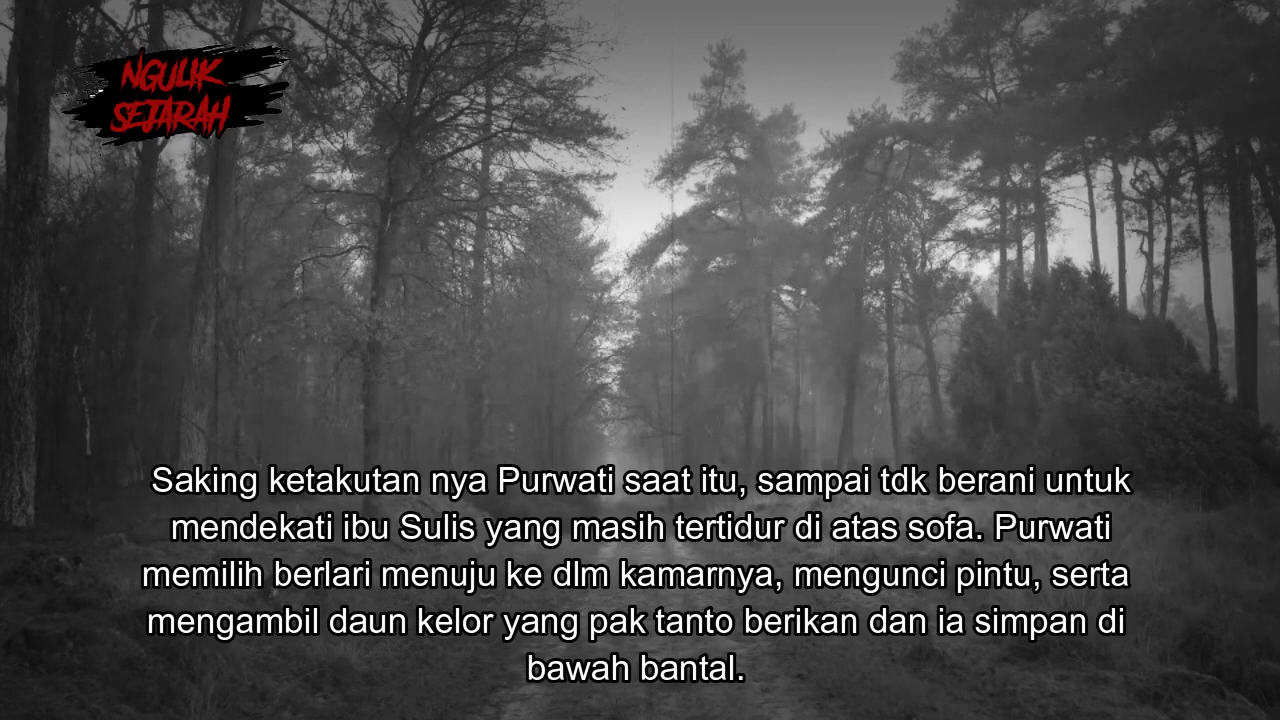 NGULIK
SEJARAH
Saking ketakutan nya Purwati saat itu, sampai tdk berani untuk
mendekati ibu Sulis yang masih tertidur di atas sofa. Purwati
memilih berlari menuju ke dlm kamarnya, mengunci pintu, serta
mengambil daun kelor yang pak tanto berikan dan ia simpan di
bawah bantal.